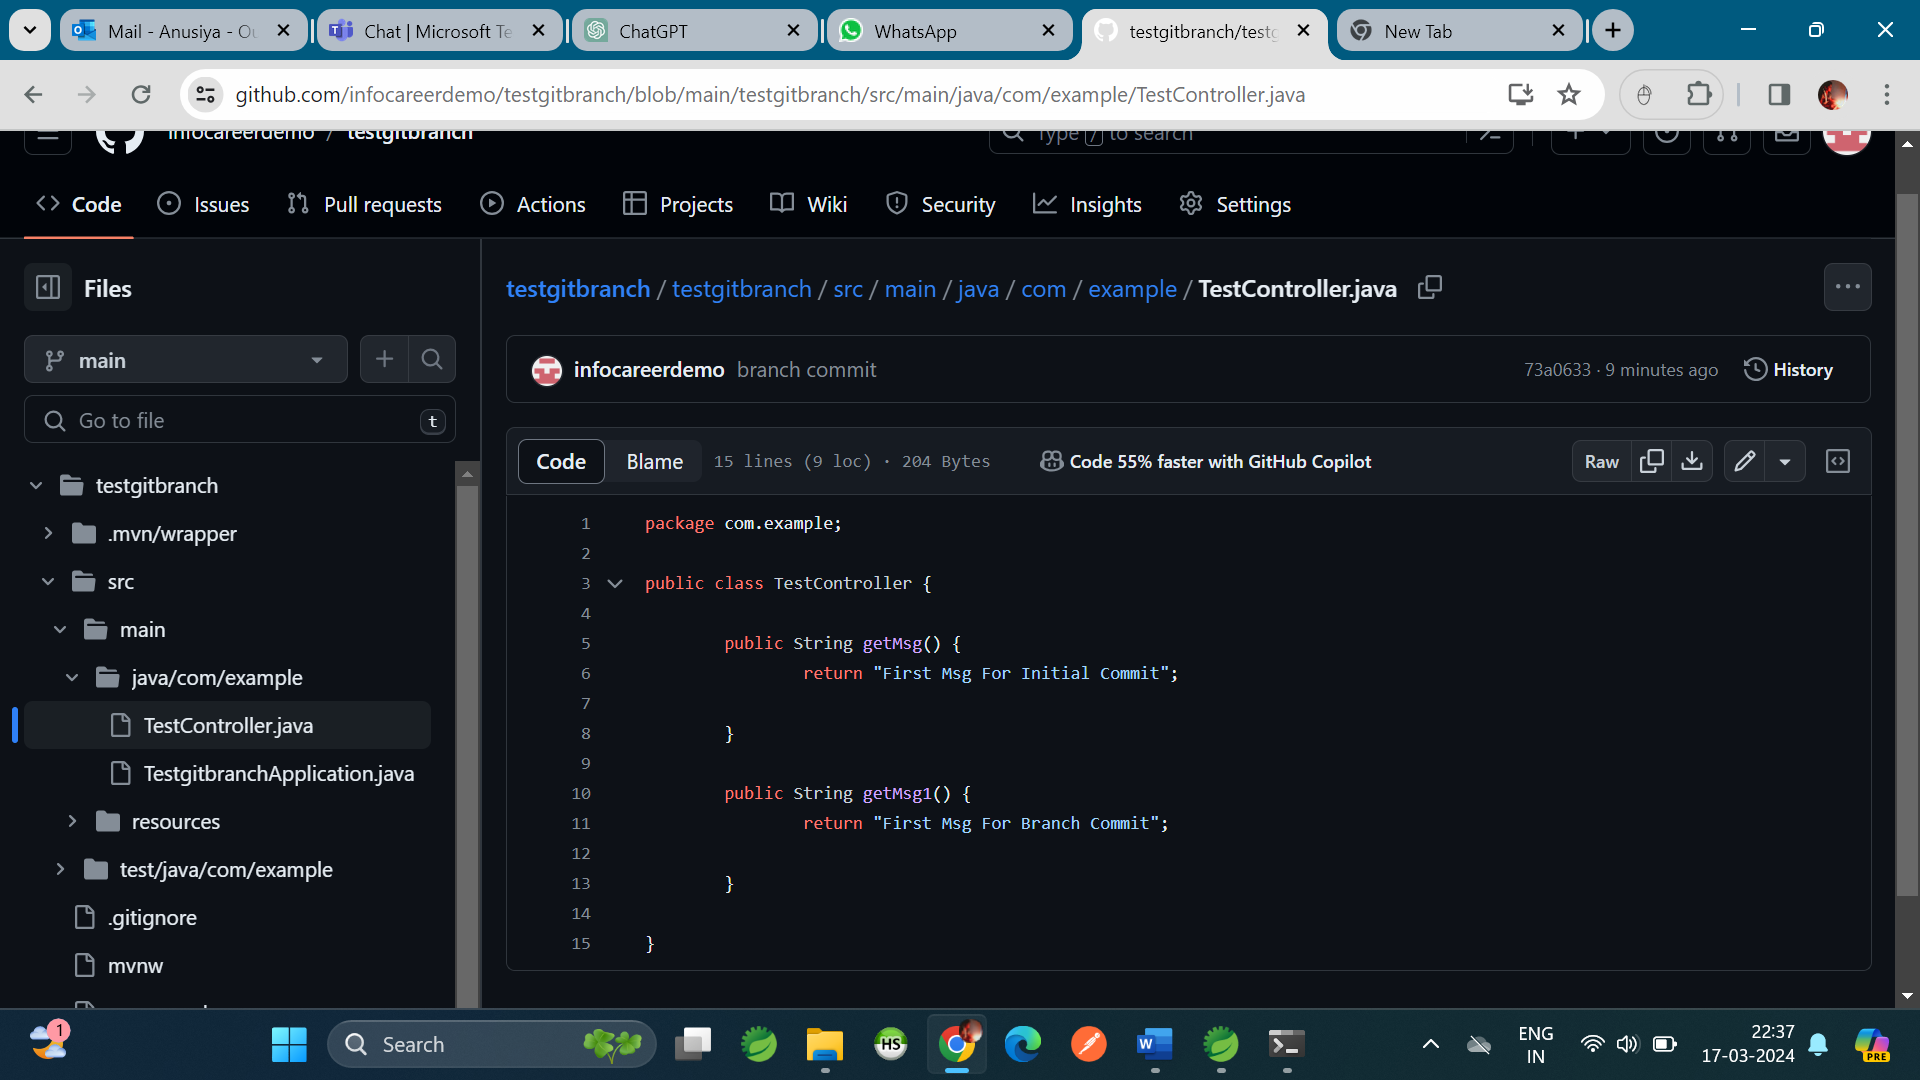 Mail - Anusiya - Ou
Chat | Microsoft Te
ChatGPT
WhatsApp
testgitbranch/testg
New Tab
github.com/infocareerdemo/testgitbranch/blob/main/testgitbranch/src/main/java/com/example/TestController.java
infocareerdemo / testgitbranch
Type / to search
Code
Issues
Pull requests
Actions
Projects
Wiki
Security
Insights
Settings
Files
main
Go to file
t
testgitbranch
.mvn/wrapper
src
main
java/com/example
TestController.java
TestgitbranchApplication.java
resources
test/java/com/example
.gitignore
mvnw
testgitbranch / testgitbranch / src / main / java / com / example / TestController.java
infocareerdemo branch commit
73a0633 · 9 minutes ago
History
Code
Blame
15 lines (9 loc) · 204 Bytes
Code 55% faster with GitHub Copilot
Raw
1 package com.example;
2
3 public class TestController {
4
5 public String getMsg() {
6 return "First Msg For Initial Commit";
7
8 }
9
10 public String getMsg1() {
11 return "First Msg For Branch Commit";
12
13 }
14
15 }
1
Search
HS
W
ENG
IN
22:37
17-03-2024
PRE